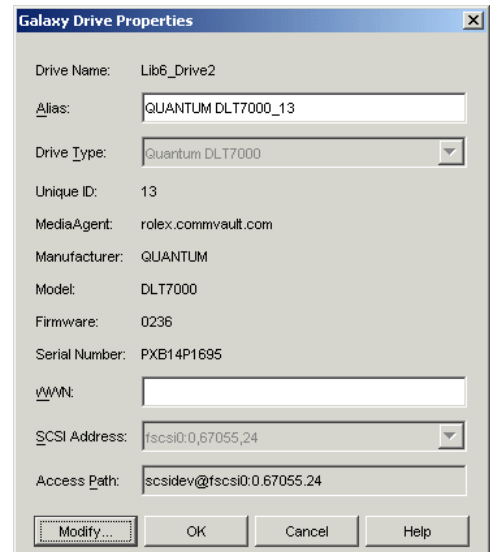 Galaxy Drive Properties
Drive Name: Lib6_Drive2
Alias: QUANTUM DLT7000_13
Drive Type: Quantum DLT7000
Unique ID: 13
MediaAgent: rolex.commvault.com
Manufacturer: QUANTUM
Model: DLT7000
Firmware: 0236
Serial Number: PXB14P1695
WWN:
SCSI Address: fscsi0:0,67055,24
Access Path: scsidev@fscsi0:0.67055.24
Modify... OK Cancel Help